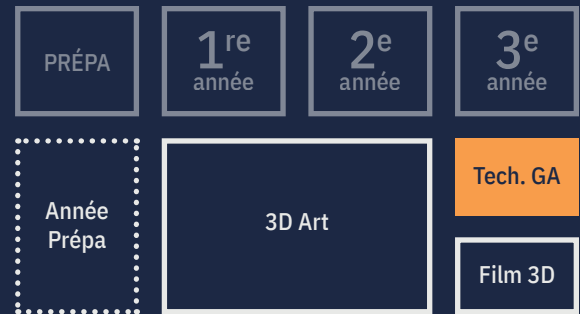 PRÉPA
1re
année
2e
année
3e
année
Année
Prépa
3D Art
Tech. GA
Film 3D